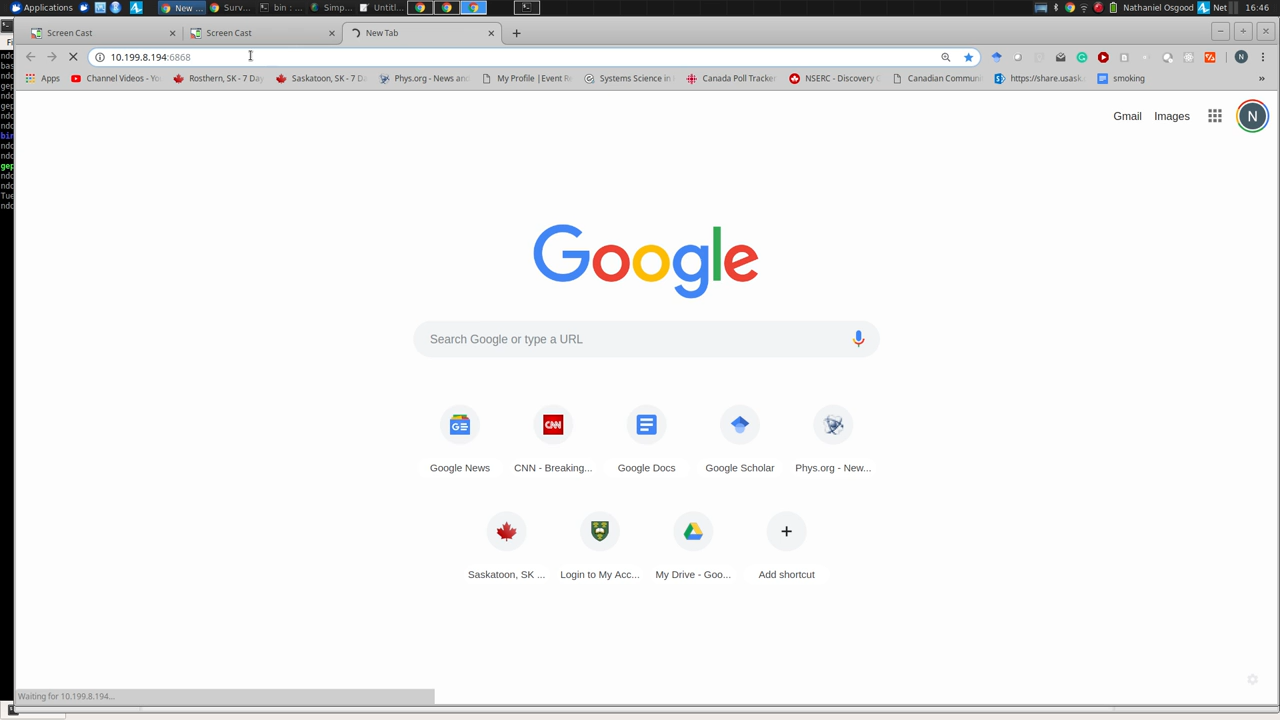 Applications
New ...
Surv...
bin : ...
Simp...
Untitl...
Nathaniel Osgood
Net
16:46
Screen Cast
Screen Cast
New Tab
10.199.8.194:6868
Apps
Channel Videos - Yo
Rosthern, SK - 7 Day
Saskatoon, SK - 7 D
Phys.org - News and
My Profile | Event R
Systems Science in
Canada Poll Tracker
NSERC - Discovery
Canadian Commun
https://share.usask
smoking
»
N
Gmail
Images
N
Google
Search Google or type a URL
Google News
CNN
CNN - Breaking...
Google Docs
Google Scholar
Phys.org - New...
Saskatoon, SK ...
Login to My Acc...
My Drive - Goo...
Add shortcut
Waiting for 10.199.8.194...